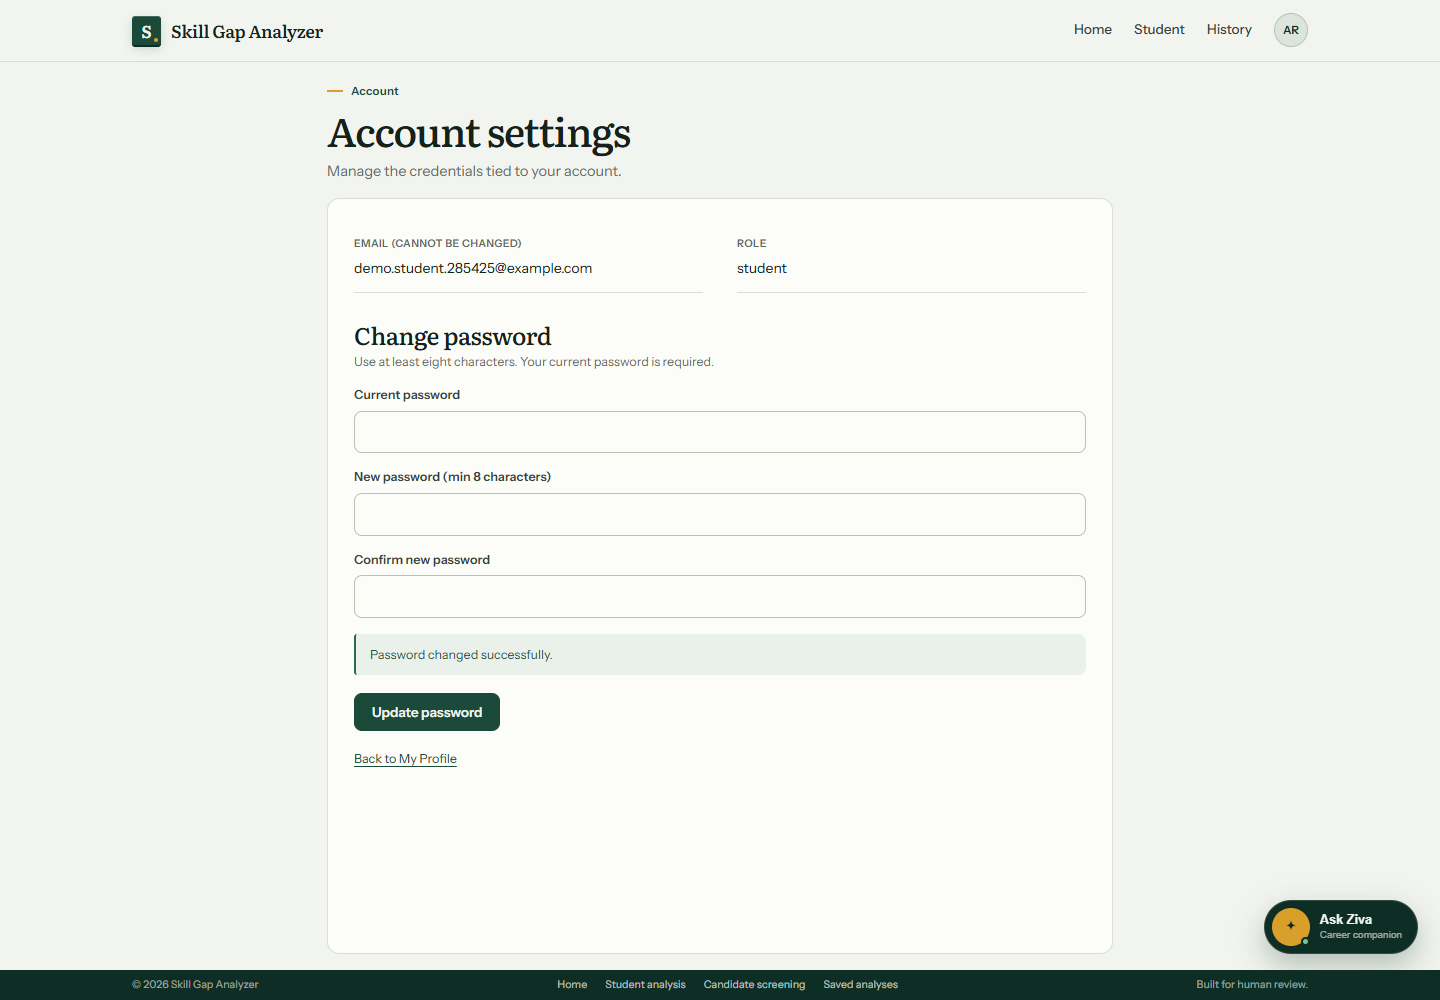 S. Skill Gap Analyzer
Home Student History AR
Account
Account settings
Manage the credentials tied to your account.
EMAIL (CANNOT BE CHANGED)
demo.student.285425@example.com
ROLE
student
Change password
Use at least eight characters. Your current password is required.
Current password
New password (min 8 characters)
Confirm new password
Password changed successfully.
Update password
Back to My Profile
Ask Ziva
Career companion
© 2026 Skill Gap Analyzer
Home Student analysis Candidate screening Saved analyses
Built for human review.